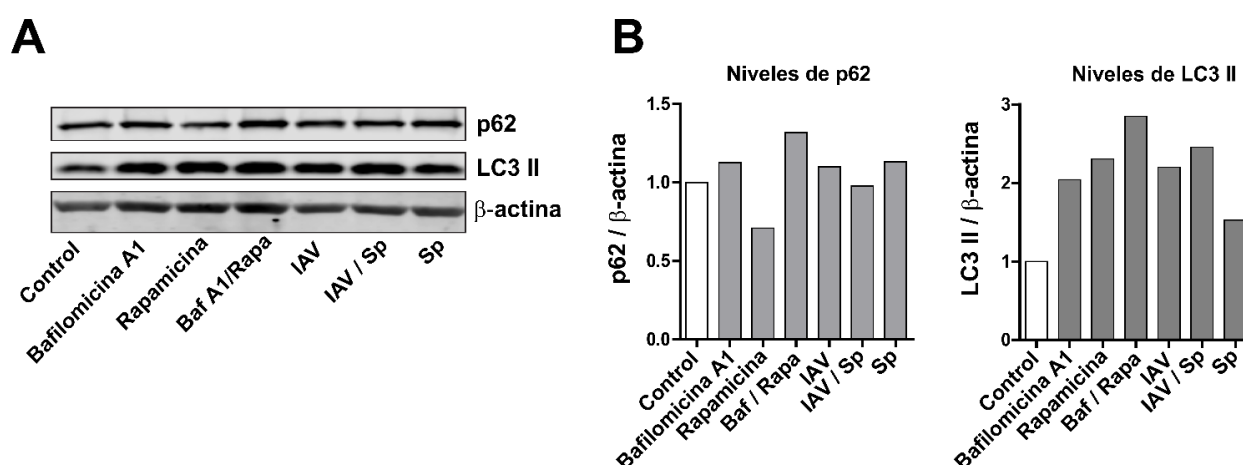 A
p62
LC3 II
β-actina
Control
Bafilomicina A1
Rapamicina
Baf A1/Rapa
IAV
IAV / Sp
Sp
B
Niveles de p62
p62 / β-actina
1.5
1.0
0.5
0.0
Control
Bafilomicina A1
Rapamicina
Baf / Rapa
IAV
IAV / Sp
Sp
Niveles de LC3 II
LC3 II / β-actina
3
2
1
0
Control
Bafilomicina A1
Rapamicina
Baf / Rapa
IAV
IAV / Sp
Sp